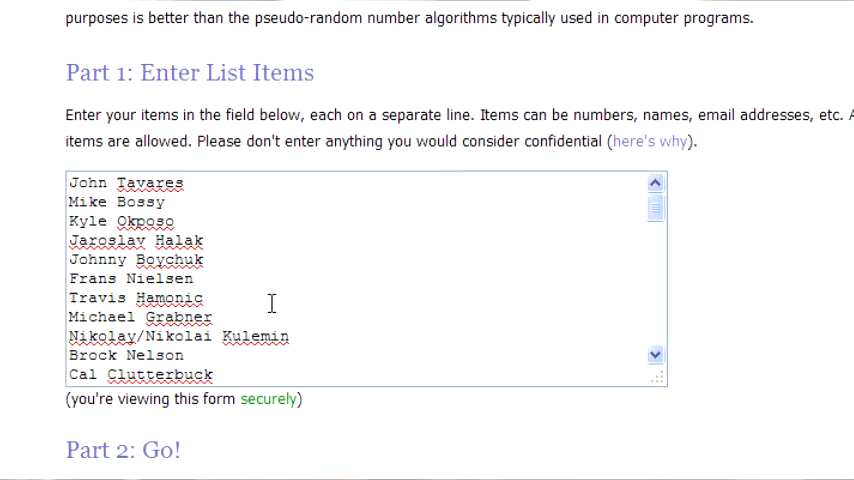 purposes is better than the pseudo-random number algorithms typically used in computer programs.
Part 1: Enter List Items
Enter your items in the field below, each on a separate line. Items can be numbers, names, email addresses, etc. A
items are allowed. Please don't enter anything you would consider confidential (here's why).
John Tavares
Mike Bossy
Kyle Okposo
Jaroslav Halak
Johnny Boychuk
Frans Nielsen
Travis Hamonic
Michael Grabner
Nikolay/Nikolai Kulemin
Brock Nelson
Cal Clutterbuck
(you're viewing this form securely)
Part 2: Go!